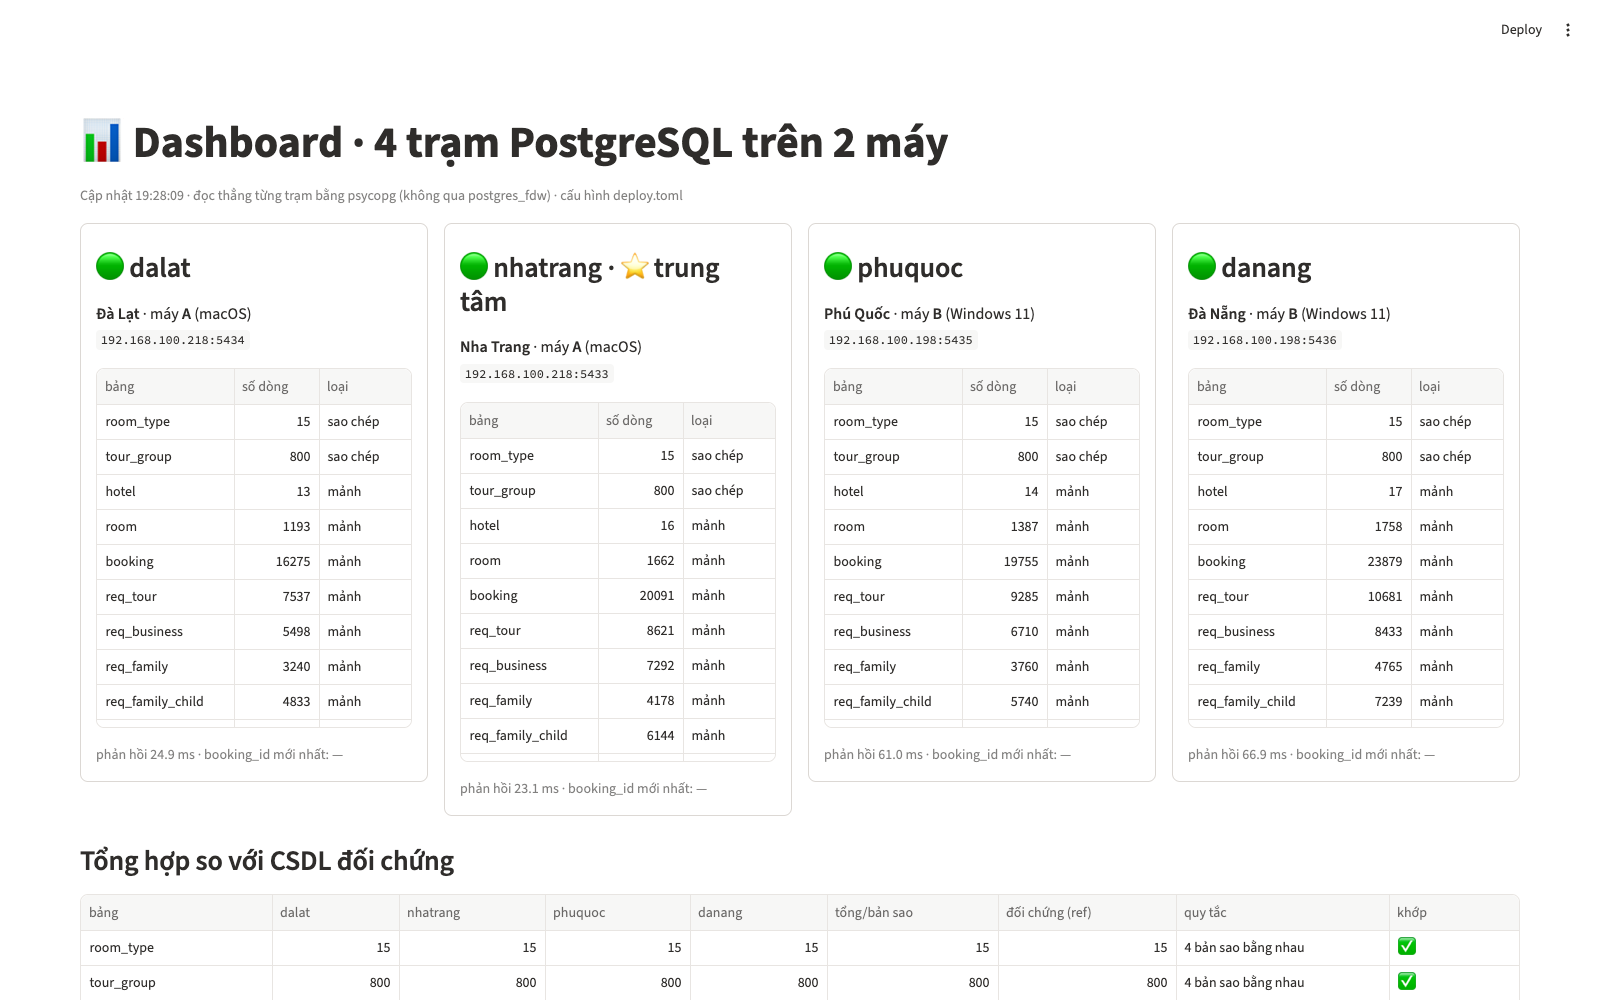 Deploy
Dashboard · 4 trạm PostgreSQL trên 2 máy
Cập nhật 19:28:09 · đọc thẳng từng trạm bằng psycopg (không qua postgres_fdw) · cấu hình deploy.toml
dalat
Đà Lạt · máy A (macOS)
192.168.100.218:5434
bảng số dòng loại
room_type 15 sao chép
tour_group 800 sao chép
hotel 13 mảnh
room 1193 mảnh
booking 16275 mảnh
req_tour 7537 mảnh
req_business 5498 mảnh
req_family 3240 mảnh
req_family_child 4833 mảnh
phản hồi 24.9 ms · booking_id mới nhất: —
nhatrang · ⭐ trung
tâm
Nha Trang · máy A (macOS)
192.168.100.218:5433
bảng số dòng loại
room_type 15 sao chép
tour_group 800 sao chép
hotel 16 mảnh
room 1662 mảnh
booking 20091 mảnh
req_tour 8621 mảnh
req_business 7292 mảnh
req_family 4178 mảnh
req_family_child 6144 mảnh
phản hồi 23.1 ms · booking_id mới nhất: —
phuquoc
Phú Quốc · máy B (Windows 11)
192.168.100.198:5435
bảng số dòng loại
room_type 15 sao chép
tour_group 800 sao chép
hotel 14 mảnh
room 1387 mảnh
booking 19755 mảnh
req_tour 9285 mảnh
req_business 6710 mảnh
req_family 3760 mảnh
req_family_child 5740 mảnh
phản hồi 61.0 ms · booking_id mới nhất: —
danang
Đà Nẵng · máy B (Windows 11)
192.168.100.198:5436
bảng số dòng loại
room_type 15 sao chép
tour_group 800 sao chép
hotel 17 mảnh
room 1758 mảnh
booking 23879 mảnh
req_tour 10681 mảnh
req_business 8433 mảnh
req_family 4765 mảnh
req_family_child 7239 mảnh
phản hồi 66.9 ms · booking_id mới nhất: —
Tổng hợp so với CSDL đối chứng
bảng dalat nhatrang phuquoc danang tổng/bản sao đối chứng (ref) quy tắc khớp
room_type 15 15 15 15 15 15 4 bản sao bằng nhau ✅
tour_group 800 800 800 800 800 800 4 bản sao bằng nhau ✅